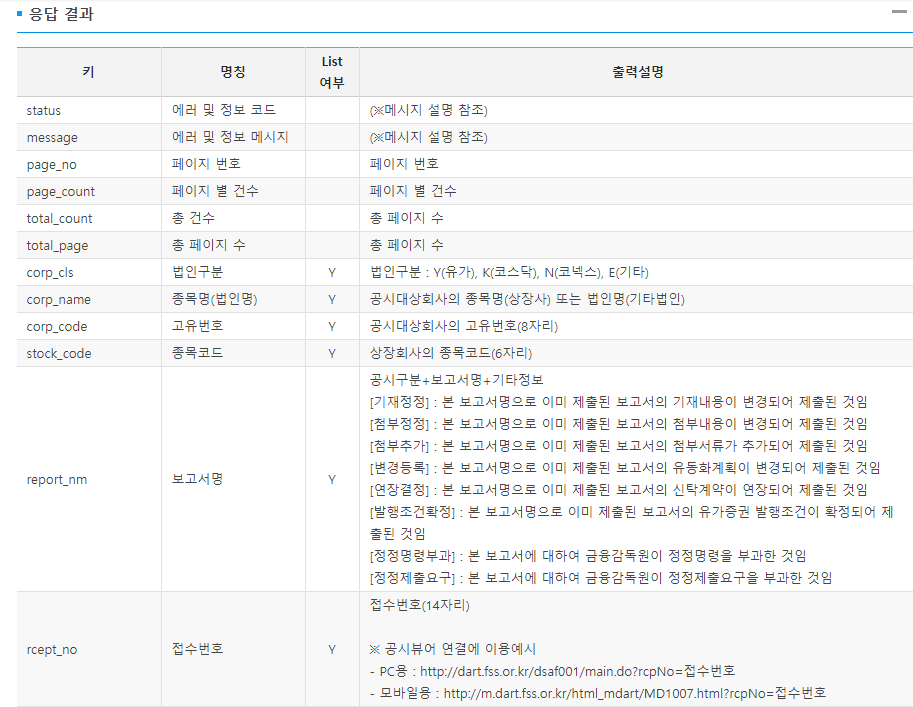 응답 결과
키 명칭 List 여부 출력설명
status 에러 및 정보 코드 (※메시지 설명 참조)
message 에러 및 정보 메시지 (※메시지 설명 참조)
page_no 페이지 번호 페이지 번호
page_count 페이지 별 건수 페이지 별 건수
total_count 총 건수 총 페이지 수
total_page 총 페이지 수 총 페이지 수
corp_cls 법인구분 Y 법인구분 : Y(유가), K(코스닥), N(코넥스), E(기타)
corp_name 종목명(법인명) Y 공시대상회사의 종목명(상장사) 또는 법인명(기타법인)
corp_code 고유번호 Y 공시대상회사의 고유번호(8자리)
stock_code 종목코드 Y 상장회사의 종목코드(6자리)
report_nm 보고서명 Y 공시구분+보고서명+기타정보
[기재정정] : 본 보고서명으로 이미 제출된 보고서의 기재내용이 변경되어 제출된 것임
[첨부정정] : 본 보고서명으로 이미 제출된 보고서의 첨부내용이 변경되어 제출된 것임
[첨부추가] : 본 보고서명으로 이미 제출된 보고서의 첨부서류가 추가되어 제출된 것임
[변경등록] : 본 보고서명으로 이미 제출된 보고서의 유동화계획이 변경되어 제출된 것임
[연장결정] : 본 보고서명으로 이미 제출된 보고서의 신탁계약이 연장되어 제출된 것임
[발행조건확정] : 본 보고서명으로 이미 제출된 보고서의 유가증권 발행조건이 확정되어 제
출된 것임
[정정명령부과] : 본 보고서에 대하여 금융감독원이 정정명령을 부과한 것임
[정정제출요구] : 본 보고서에 대하여 금융감독원이 정정제출요구을 부과한 것임
rcept_no 접수번호 Y 접수번호(14자리)
※ 공시뷰어 연결에 이용예시
- PC용 : http://dart.fss.or.kr/dsaf001/main.do?rcpNo=접수번호
- 모바일용 : http://m.dart.fss.or.kr/html_mdart/MD1007.html?rcpNo=접수번호